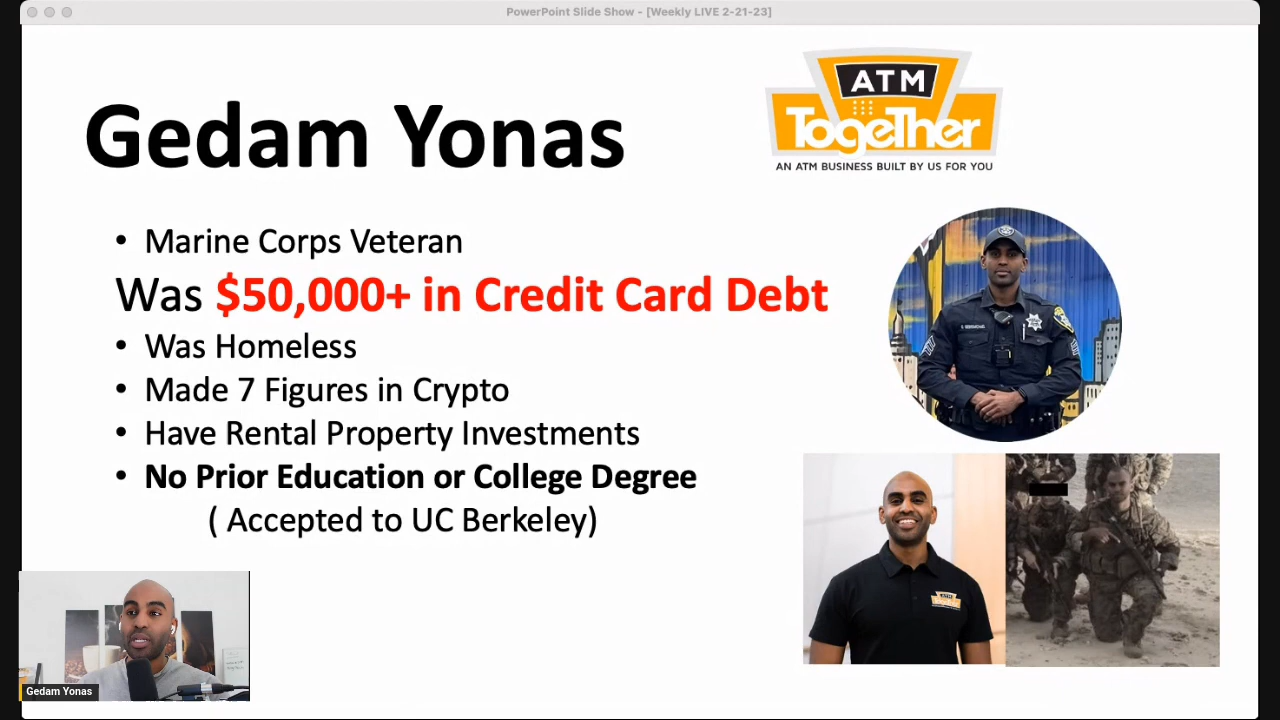 PowerPoint Slide Show - [Weekly LIVE 2-21-23]
Gedam Yonas
ATM
TogeTher
AN ATM BUSINESS BUILT BY US FOR YOU
• Marine Corps Veteran
Was $50,000+ in Credit Card Debt
• Was Homeless
• Made 7 Figures in Crypto
• Have Rental Property Investments
• No Prior Education or College Degree
( Accepted to UC Berkeley)
ATM
Gedam Yonas